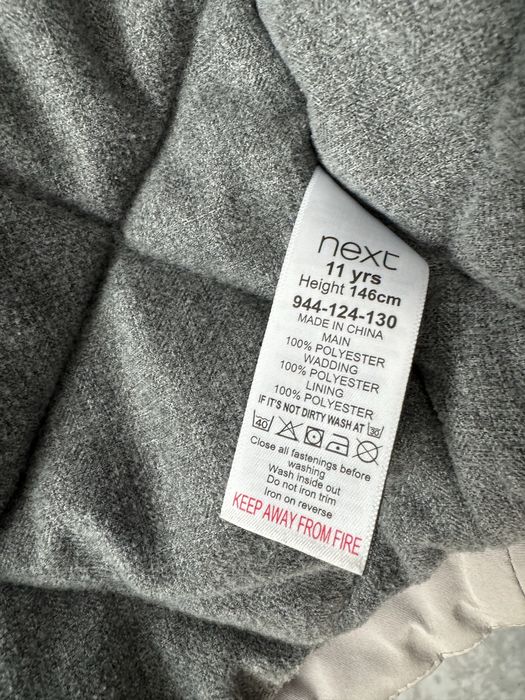 next
11 yrs
Height 146cm
944-124-130
MADE IN CHINA
MAIN
100% POLYESTER
WADDING
100% POLYESTER
LINING
100% POLYESTER
IF IT'S NOT DIRTY WASH AT 30
40
Close all fastenings before
washing
Wash inside out
Do not iron trim
Iron on reverse
KEEP AWAY FROM FIRE